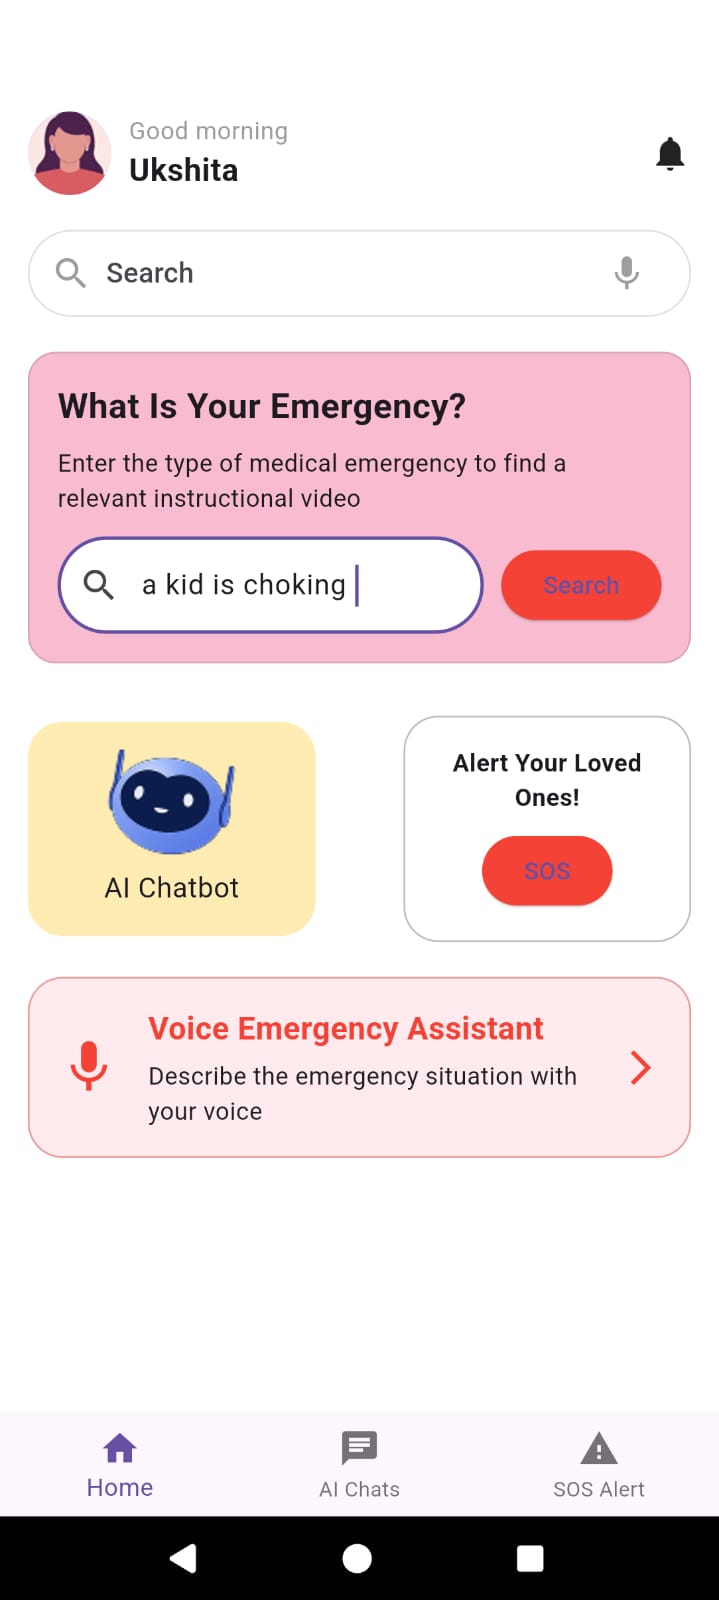 Good morning
Ukshita
Search
What Is Your Emergency?
Enter the type of medical emergency to find a
relevant instructional video
a kid is choking
Search
AI Chatbot
Alert Your Loved
Ones!
SOS
Voice Emergency Assistant
Describe the emergency situation with
your voice
Home
AI Chats
SOS Alert